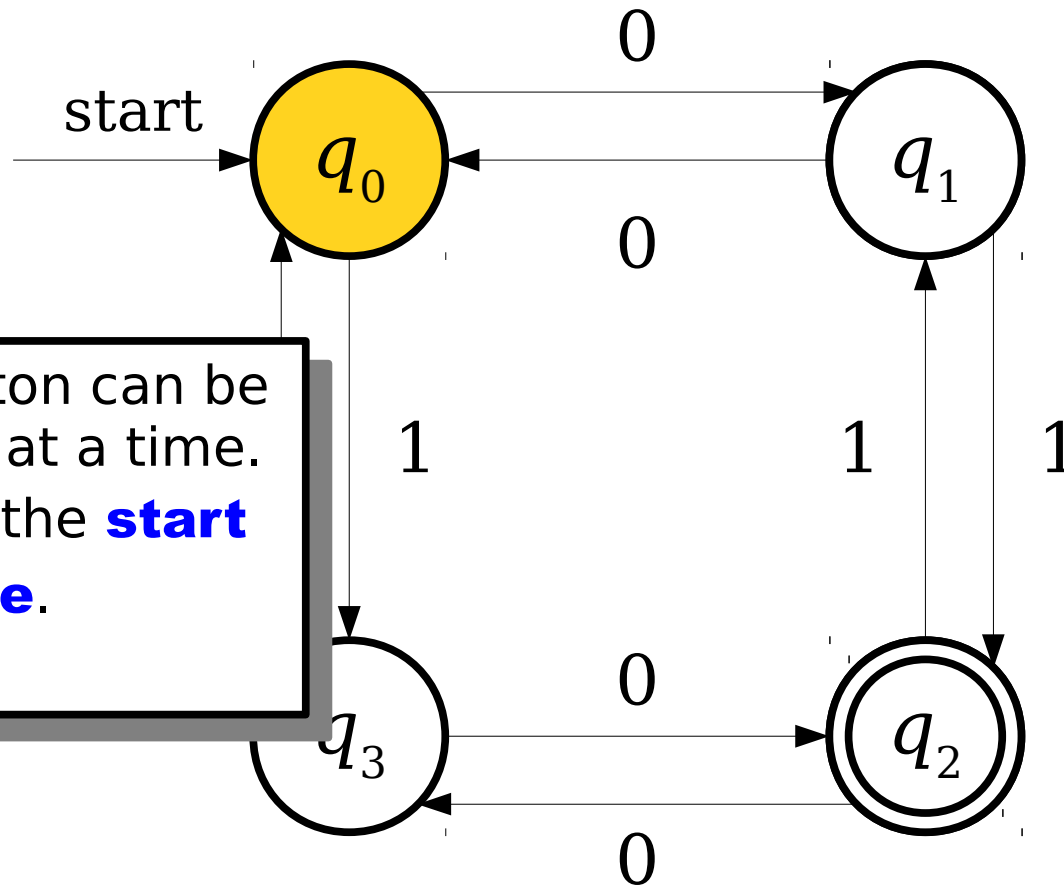 0
start
q0
q1
0
ton can be
at a time.
the start
e.
1
1
1
0
q3
q2
0